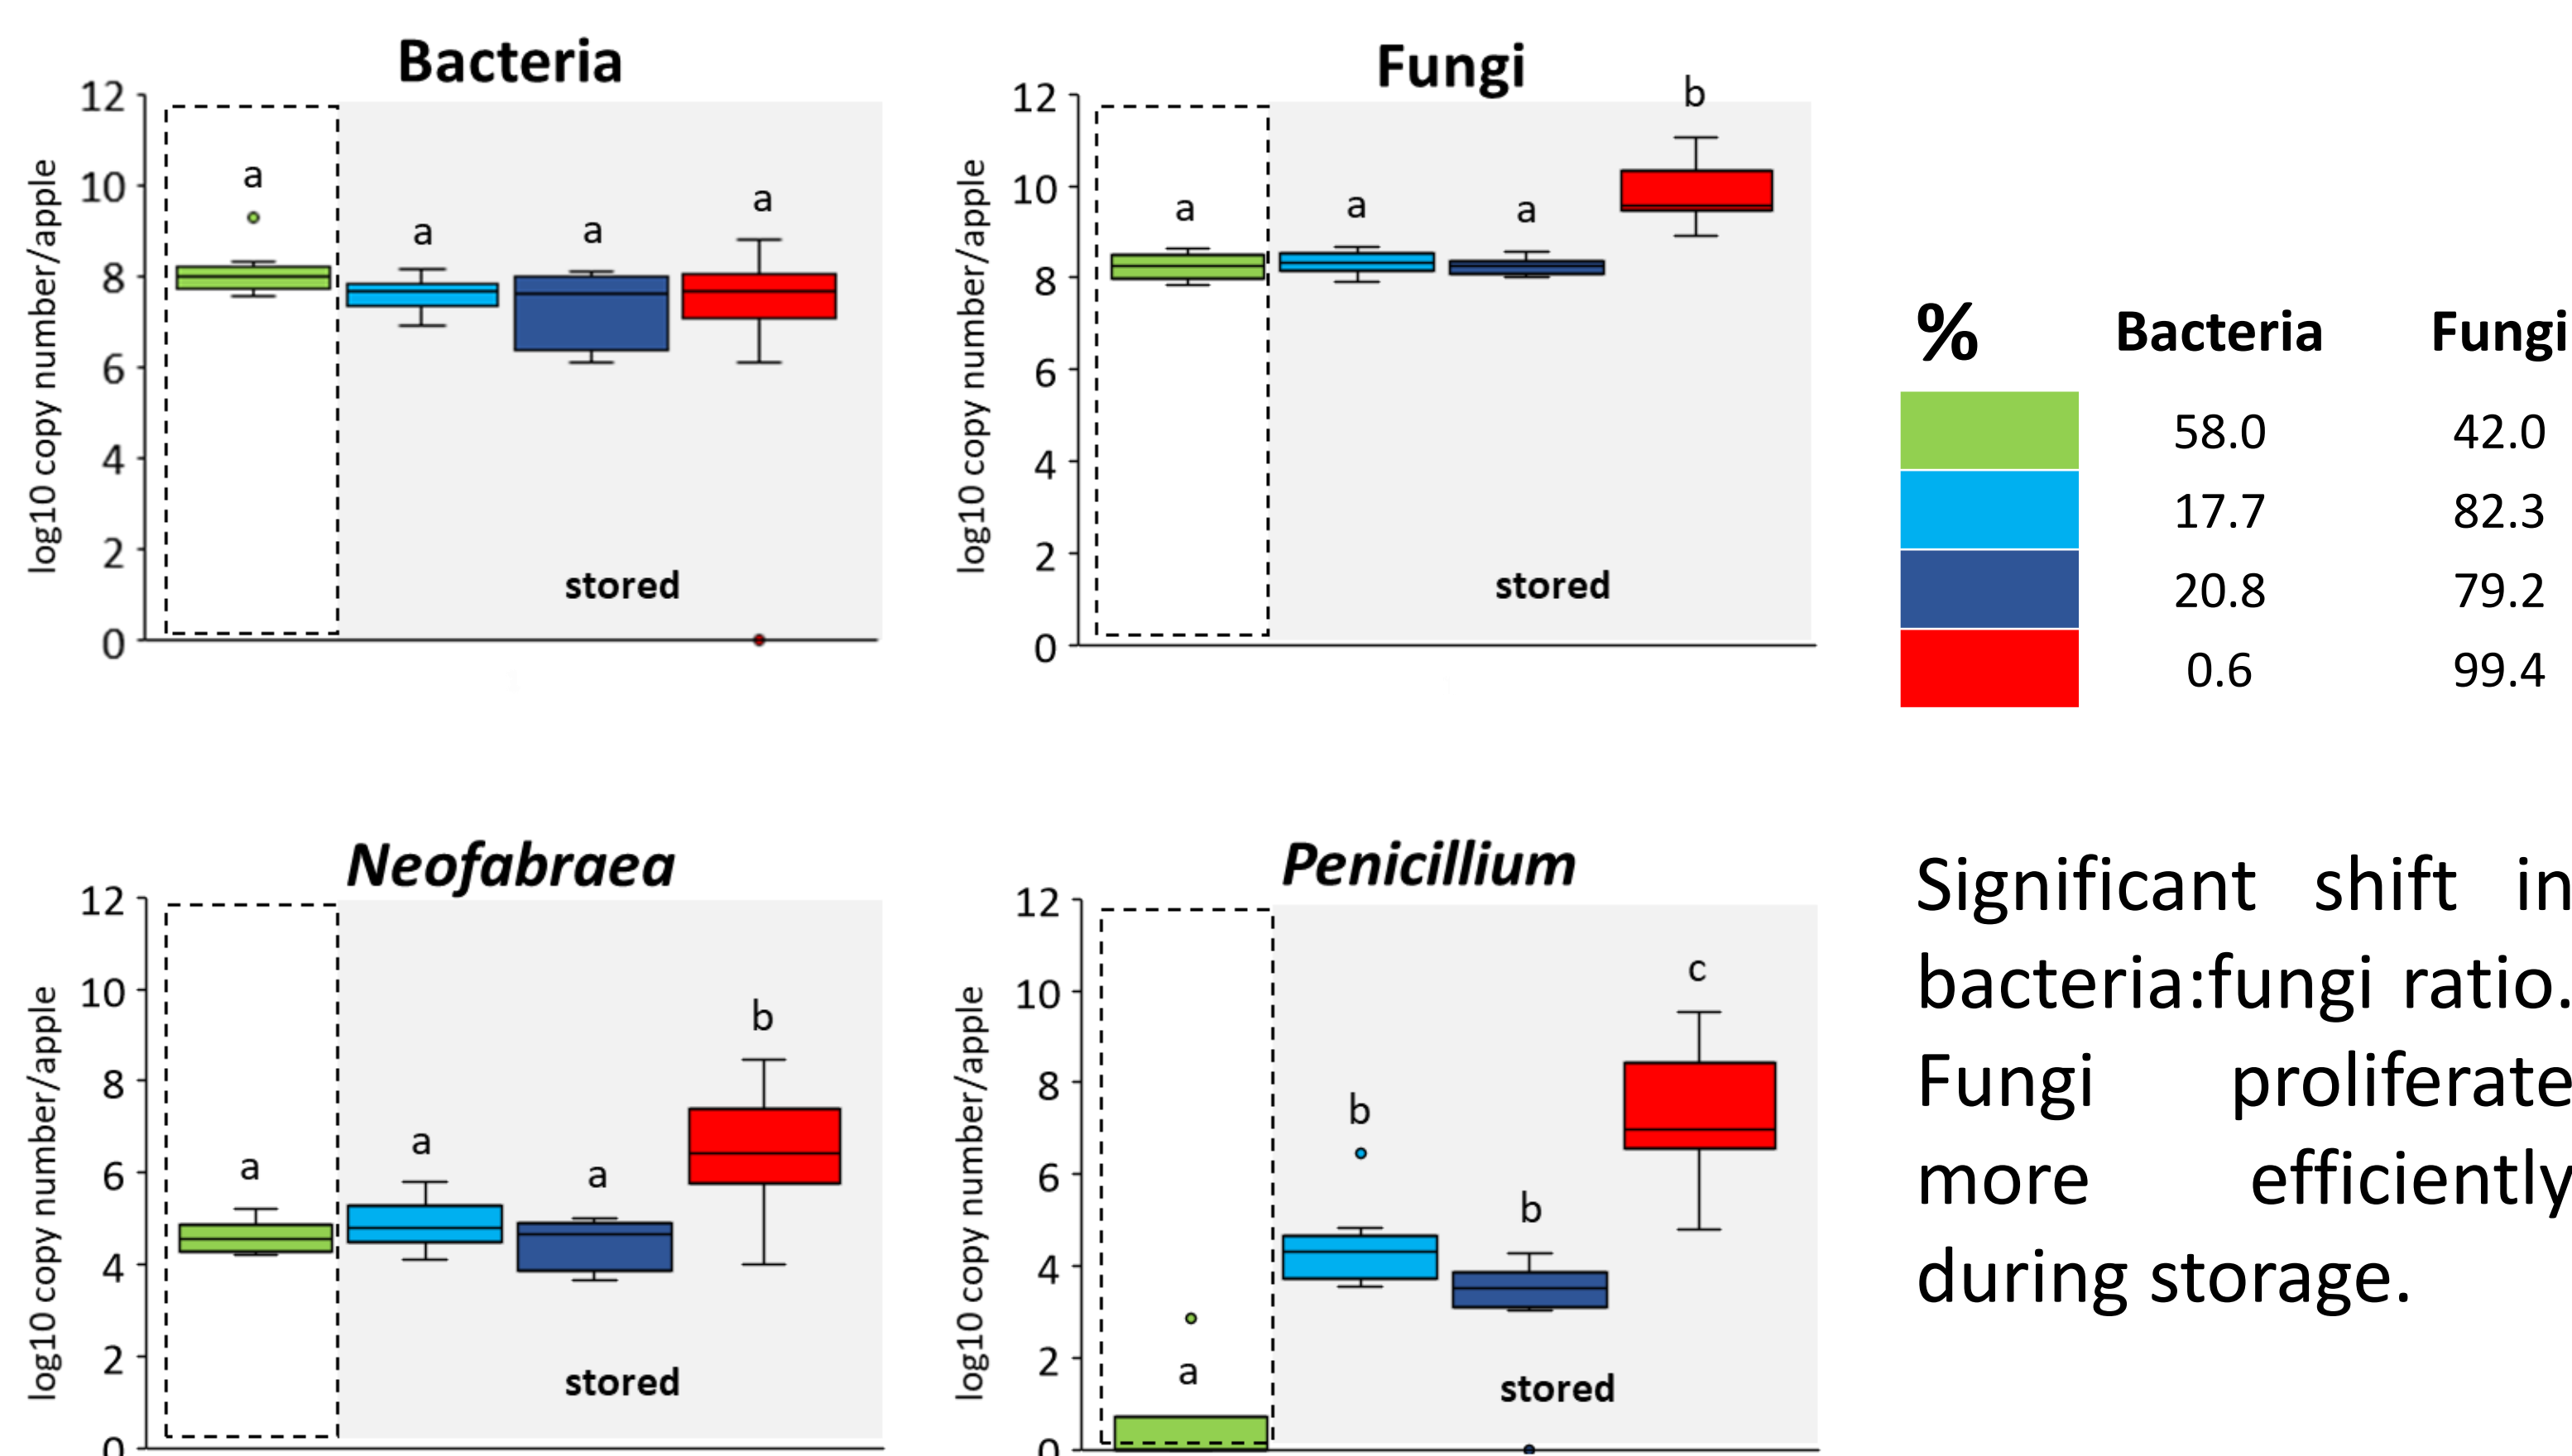 Bacteria
12
10
8
6
4
2
0
log10 copy number/apple
a
a
a
a
stored
Fungi
12
10
8
6
4
2
0
log10 copy number/apple
a
a
a
b
stored
% Bacteria Fungi
58.0 42.0
17.7 82.3
20.8 79.2
0.6 99.4
Neofabraea
12
10
8
6
4
2
0
log10 copy number/apple
a
a
a
b
stored
Penicillium
12
10
8
6
4
2
0
log10 copy number/apple
a
b
b
c
stored
Significant shift in
bacteria:fungi ratio.
Fungi proliferate
more efficiently
during storage.